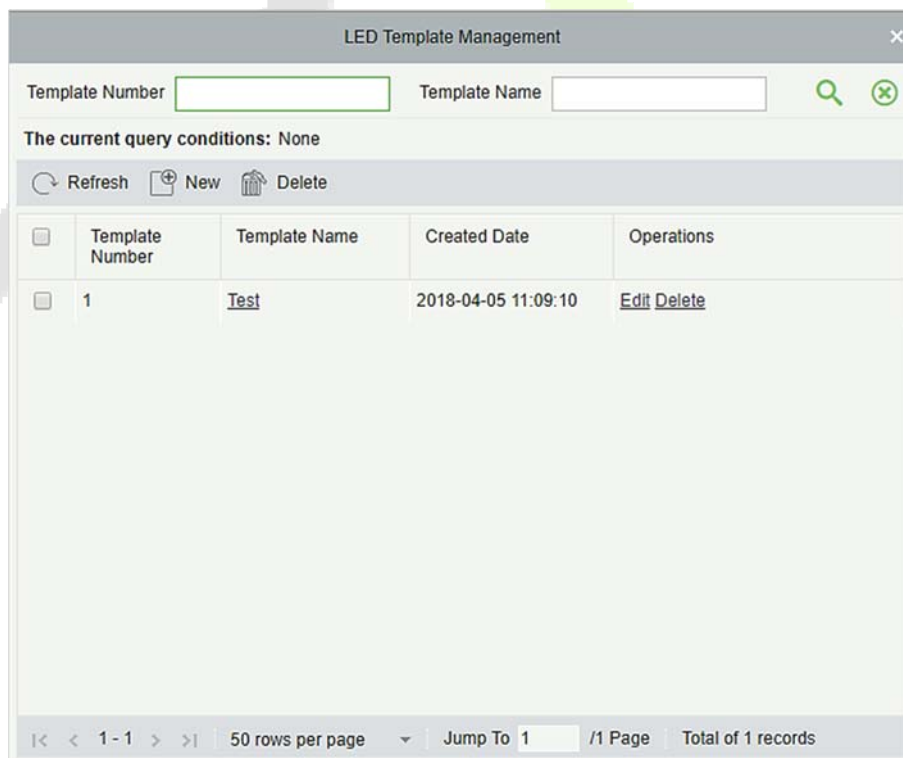 LED Template Management
Template Number Template Name
The current query conditions: None
Refresh New Delete
Template Number Template Name Created Date Operations
1 Test 2018-04-05 11:09:10 Edit Delete
1 - 1 50 rows per page Jump To 1 /1 Page Total of 1 records